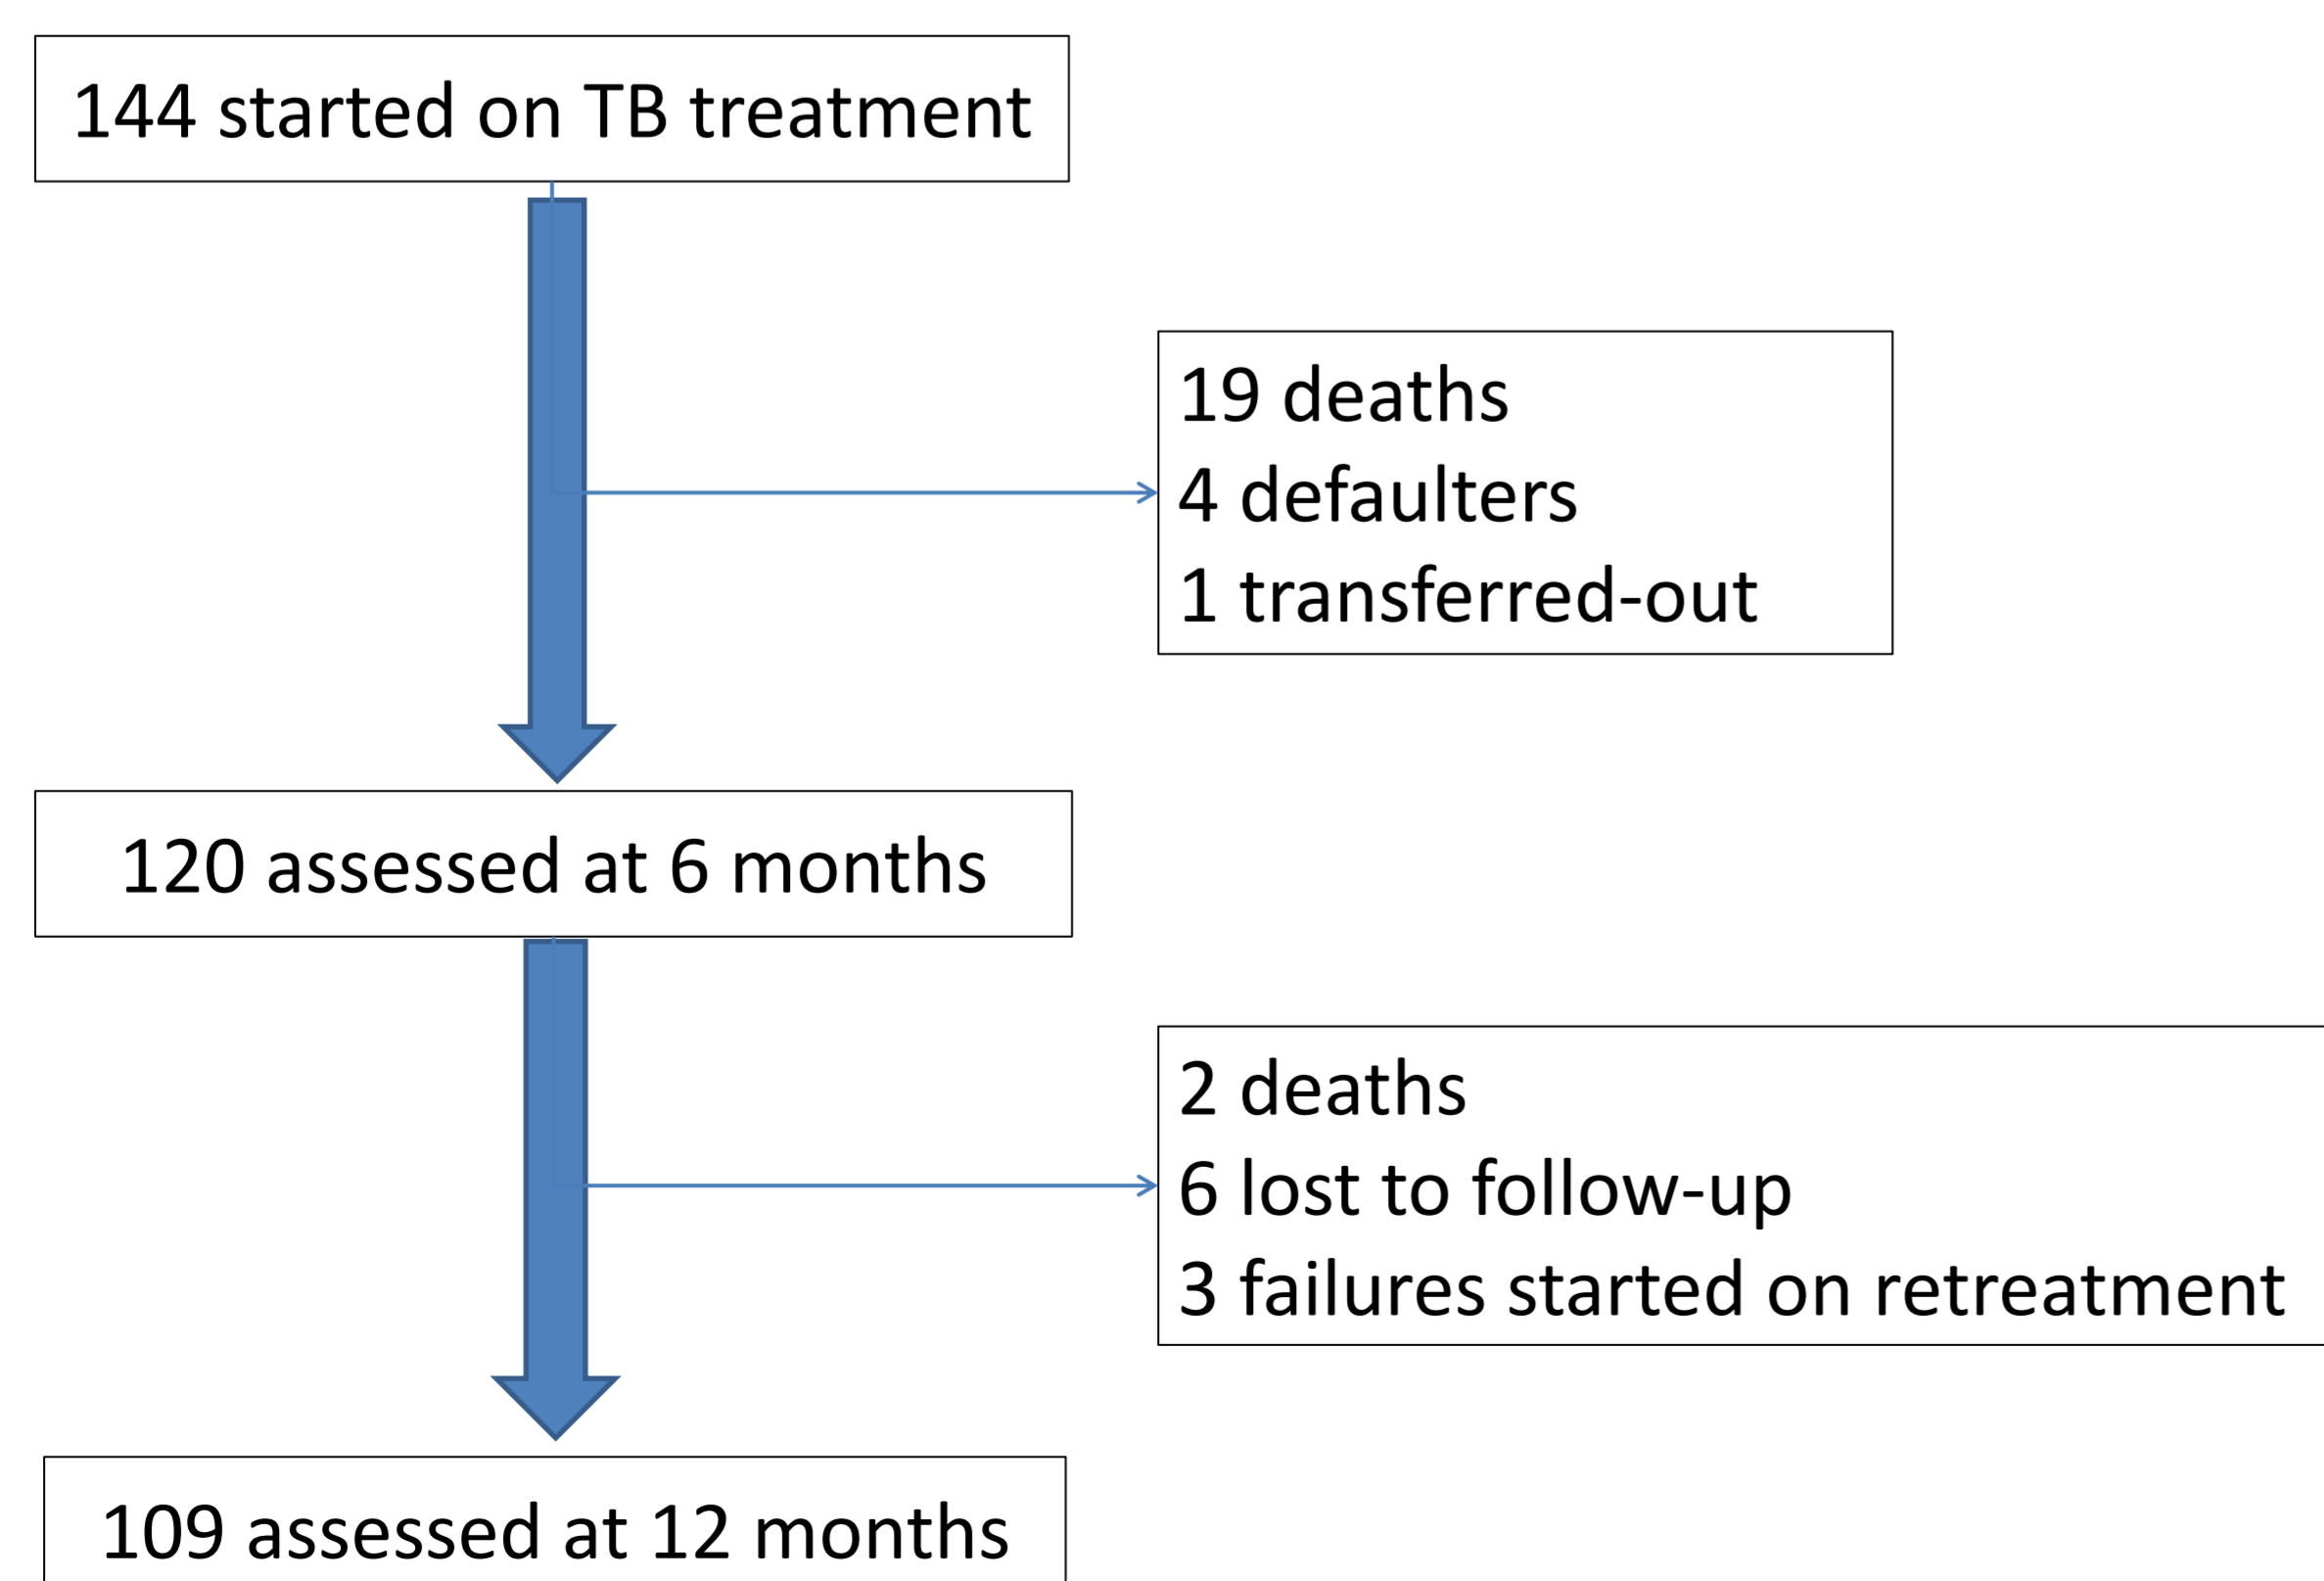 144 started on TB treatment
19 deaths
4 defaulters
1 transferred-out
120 assessed at 6 months
2 deaths
6 lost to follow-up
3 failures started on retreatment
109 assessed at 12 months